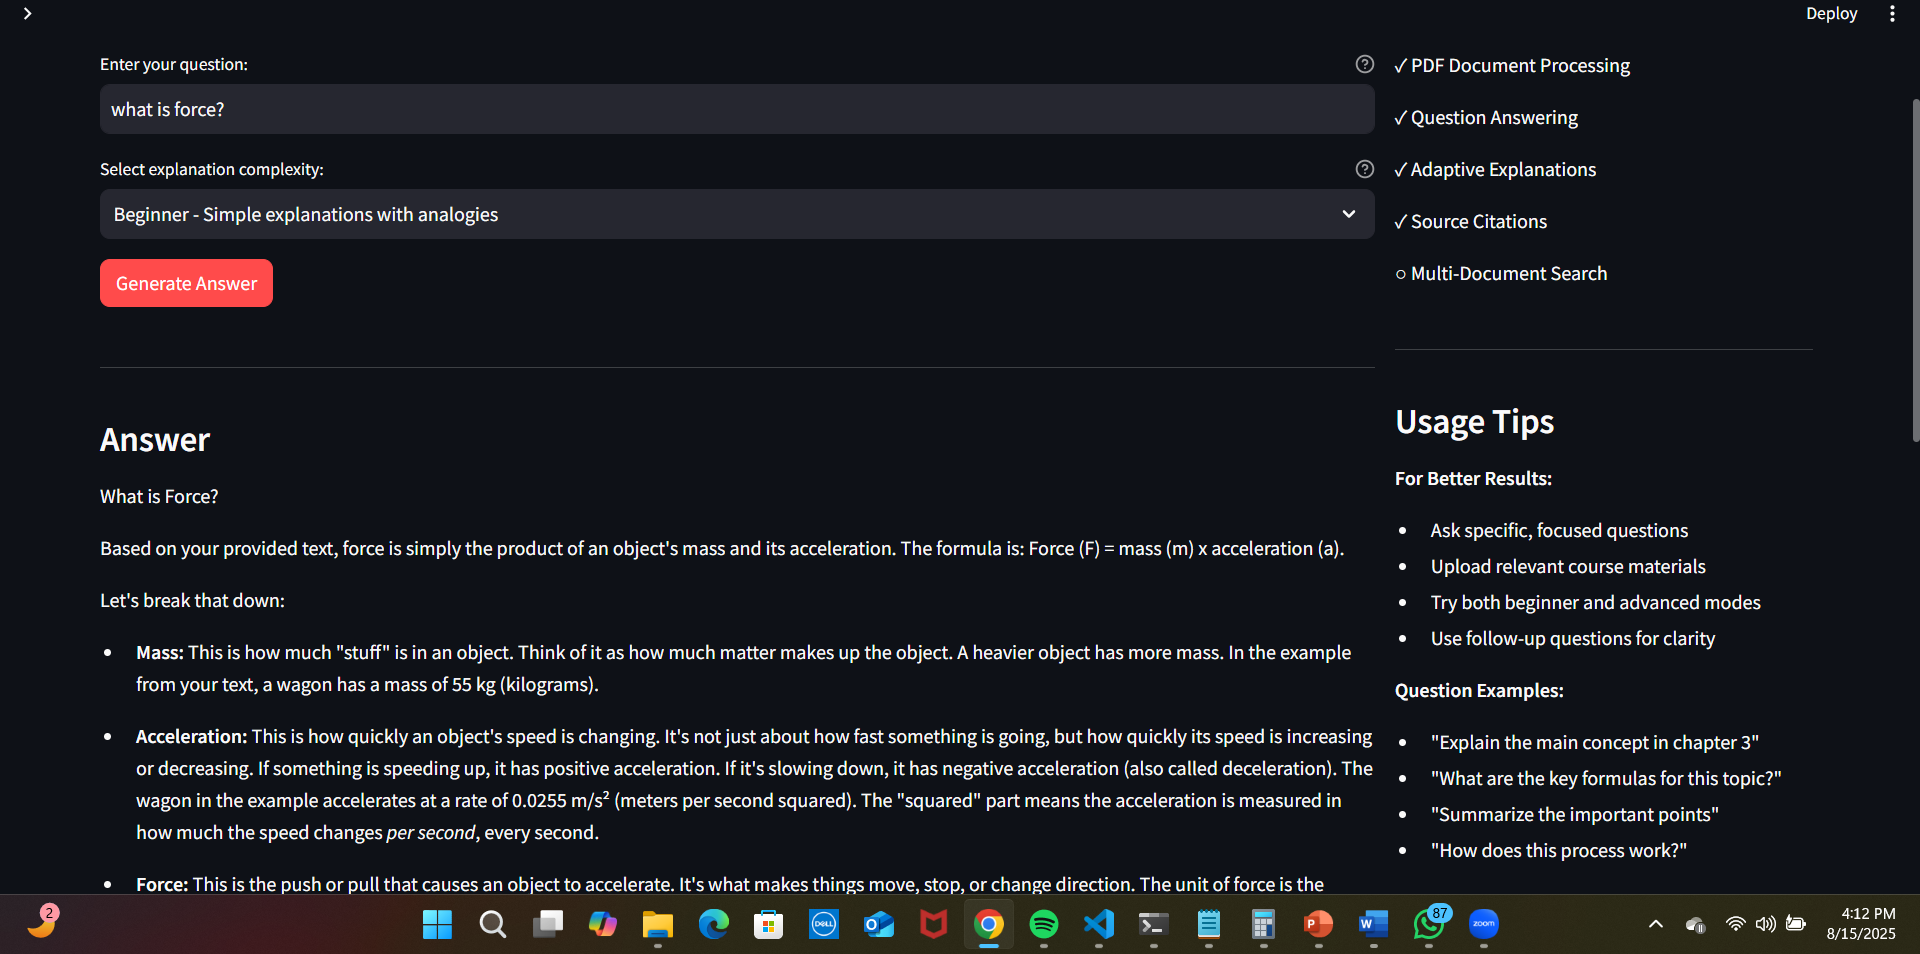 Deploy
Enter your question:
what is force?
Select explanation complexity:
Beginner - Simple explanations with analogies
Generate Answer
Answer
What is Force?
Based on your provided text, force is simply the product of an object's mass and its acceleration. The formula is: Force (F) = mass (m) x acceleration (a).
Let's break that down:
• Mass: This is how much "stuff" is in an object. Think of it as how much matter makes up the object. A heavier object has more mass. In the example
from your text, a wagon has a mass of 55 kg (kilograms).
• Acceleration: This is how quickly an object's speed is changing. It's not just about how fast something is going, but how quickly its speed is increasing
or decreasing. If something is speeding up, it has positive acceleration. If it's slowing down, it has negative acceleration (also called deceleration). The
wagon in the example accelerates at a rate of 0.0255 m/s² (meters per second squared). The "squared" part means the acceleration is measured in
how much the speed changes per second, every second.
• Force: This is the push or pull that causes an object to accelerate. It's what makes things move, stop, or change direction. The unit of force is the
✓ PDF Document Processing
✓ Question Answering
✓ Adaptive Explanations
✓ Source Citations
○ Multi-Document Search
Usage Tips
For Better Results:
• Ask specific, focused questions
• Upload relevant course materials
• Try both beginner and advanced modes
• Use follow-up questions for clarity
Question Examples:
• "Explain the main concept in chapter 3"
• "What are the key formulas for this topic?"
• "Summarize the important points"
• "How does this process work?"
2
DELL
O
P
W
87
zoom
4:12 PM
8/15/2025